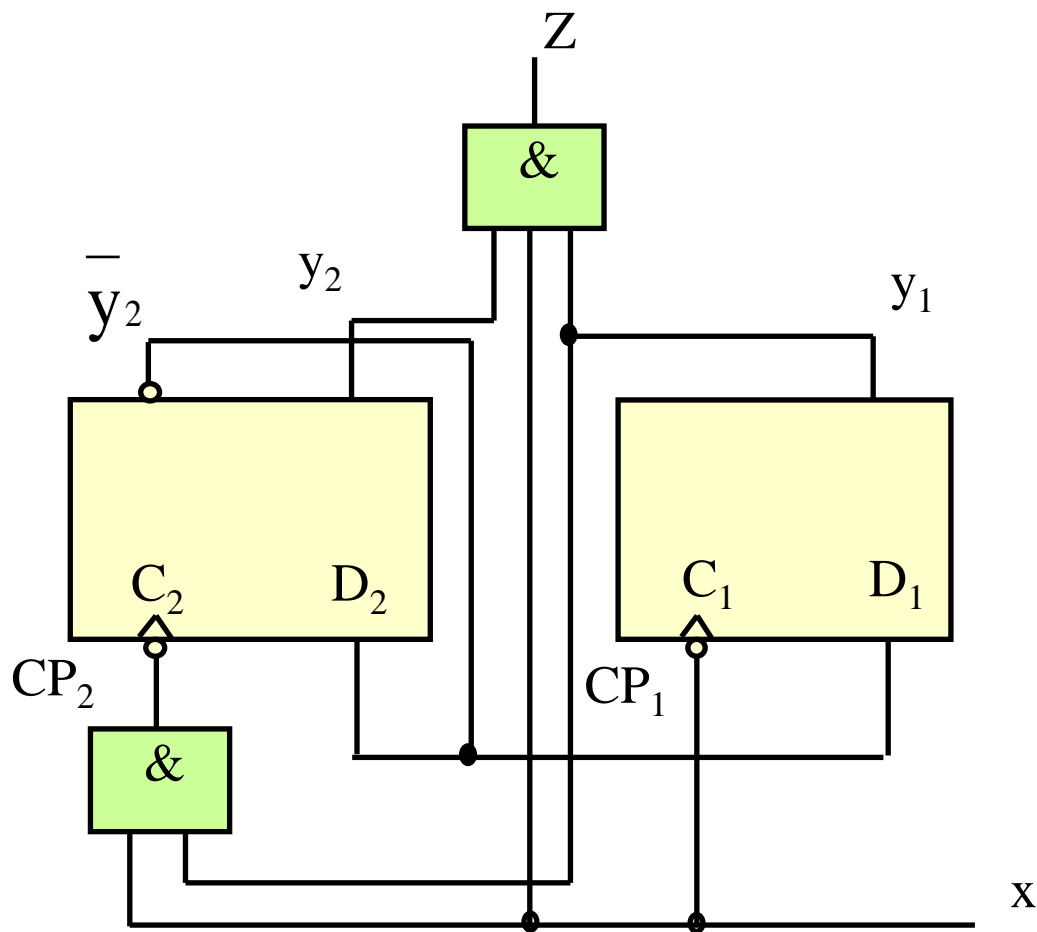 Z
&
y̅₂
y₂
y₁
C₂
D₂
C₁
D₁
CP₂
CP₁
&
x